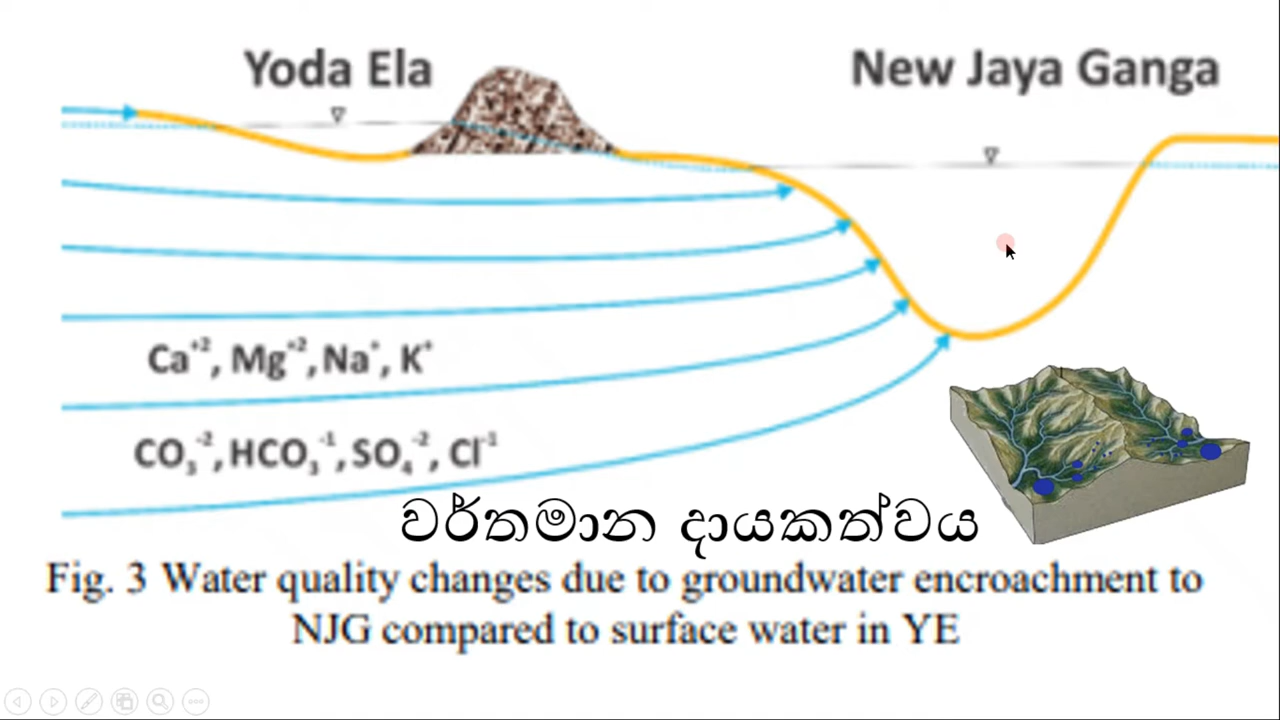 Yoda Ela
New Jaya Ganga
Ca⁺², Mg⁺², Na⁺, K⁺
CO₃⁻², HCO₃⁻¹, SO₄⁻², Cl⁻¹
වර්තමාන දායකත්වය
Fig. 3 Water quality changes due to groundwater encroachment to
NJG compared to surface water in YE